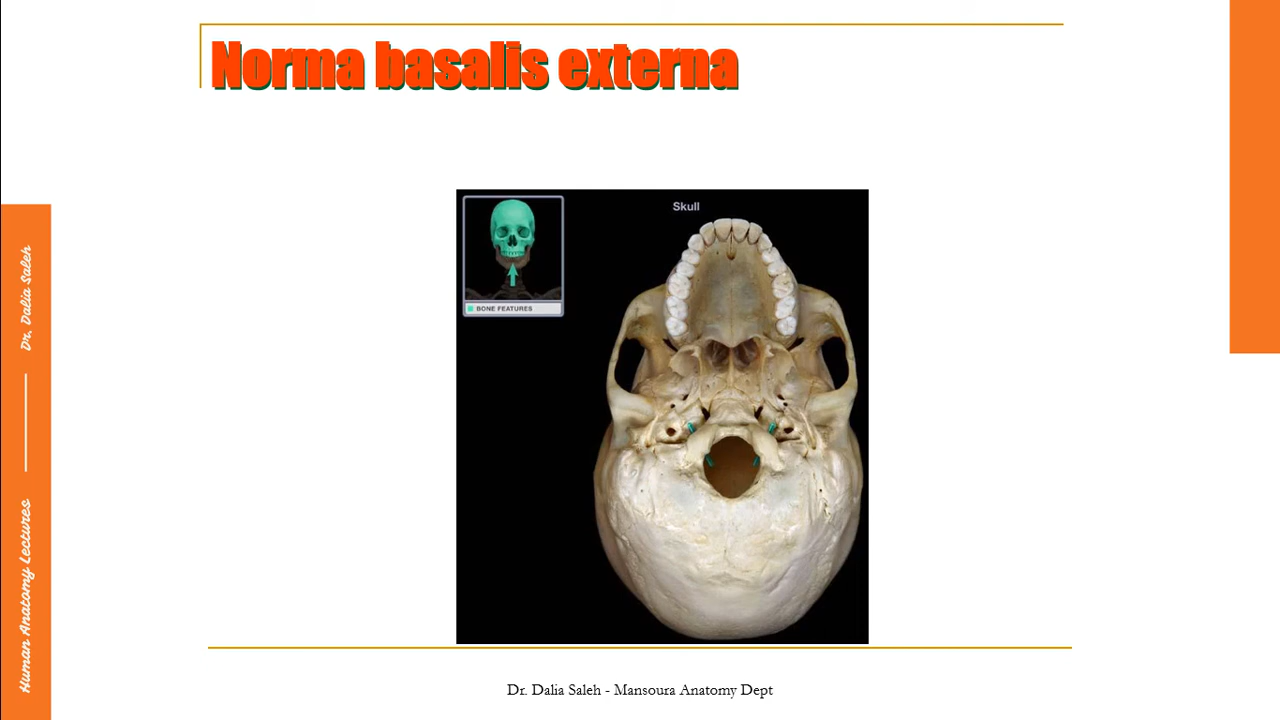 Norma basalis externa
Skull
BONE FEATURES
Dr. Dalia Saleh
Human Anatomy Lectures
Dr. Dalia Saleh - Mansoura Anatomy Dept